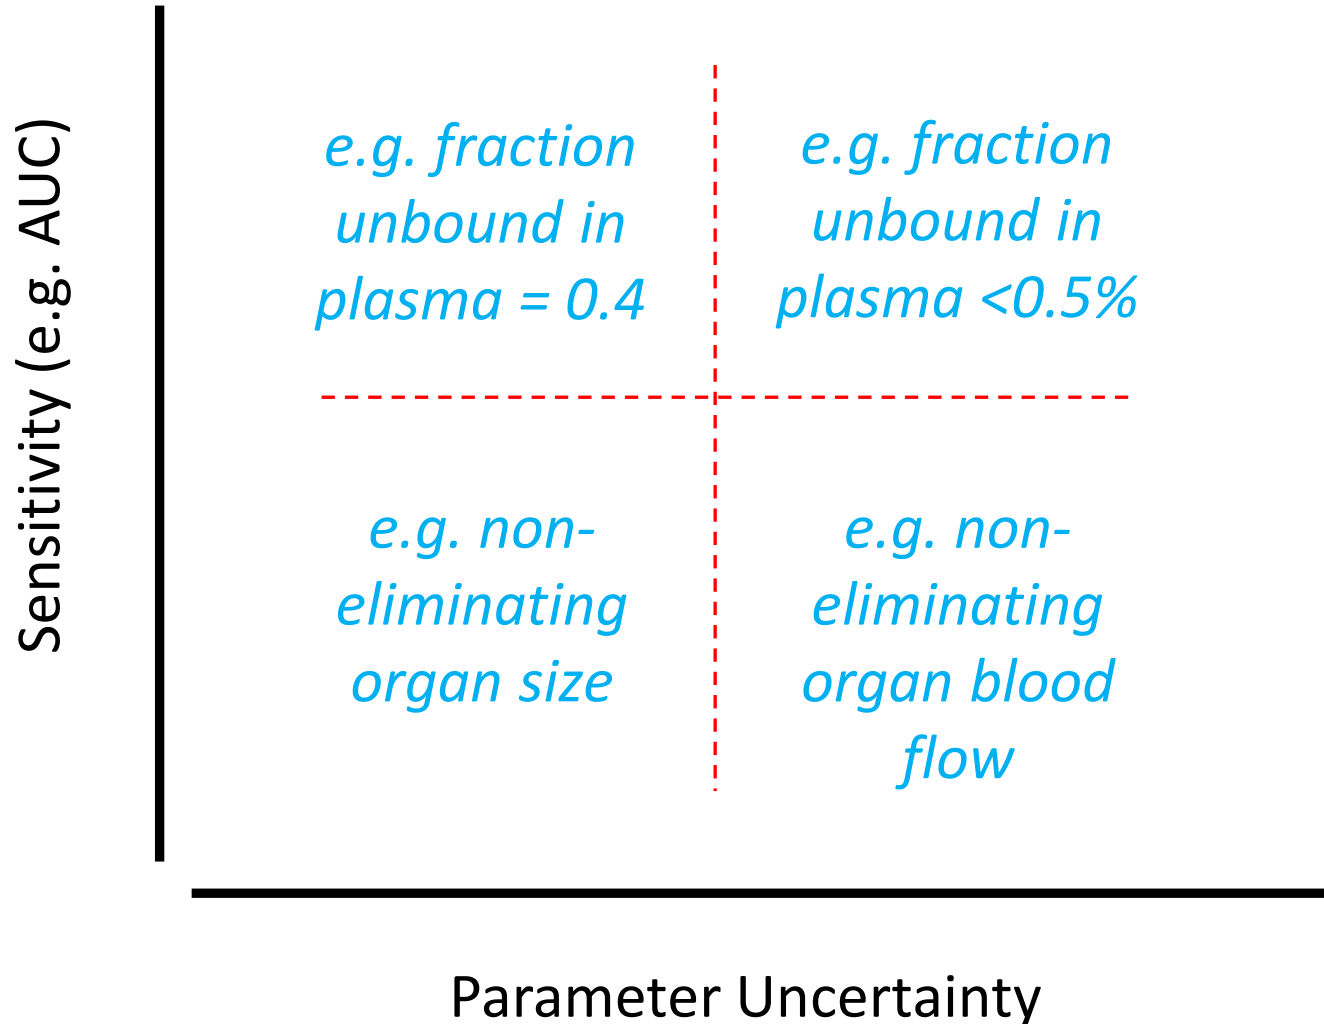 Sensitivity (e.g. AUC)
e.g. fraction
unbound in
plasma = 0.4
e.g. fraction
unbound in
plasma <0.5%
e.g. non-
eliminating
organ size
e.g. non-
eliminating
organ blood
flow
Parameter Uncertainty